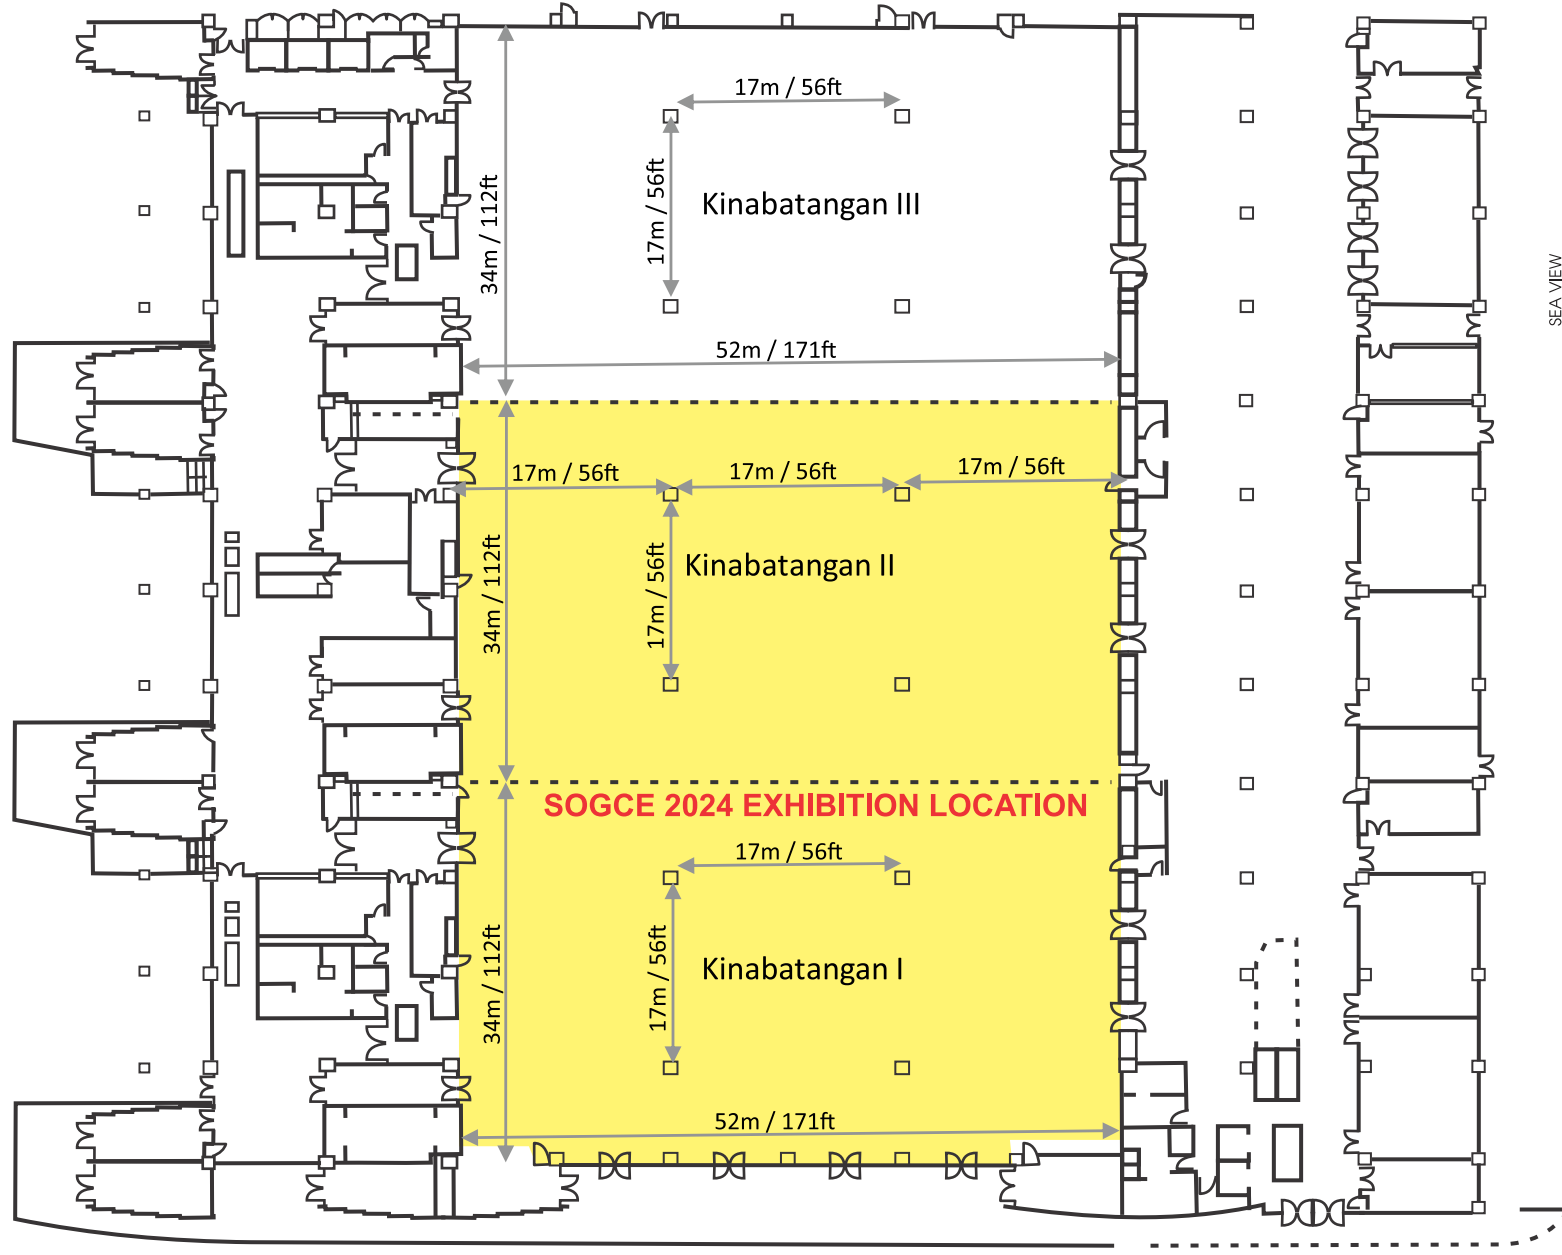 17m / 56ft
34m / 112ft
17m / 56ft
Kinabatangan III
SEA VIEW
52m / 171ft
17m / 56ft
17m / 56ft
17m / 56ft
34m / 112ft
17m / 56ft
Kinabatangan II
SOGCE 2024 EXHIBITION LOCATION
17m / 56ft
34m / 112ft
17m / 56ft
Kinabatangan I
52m / 171ft